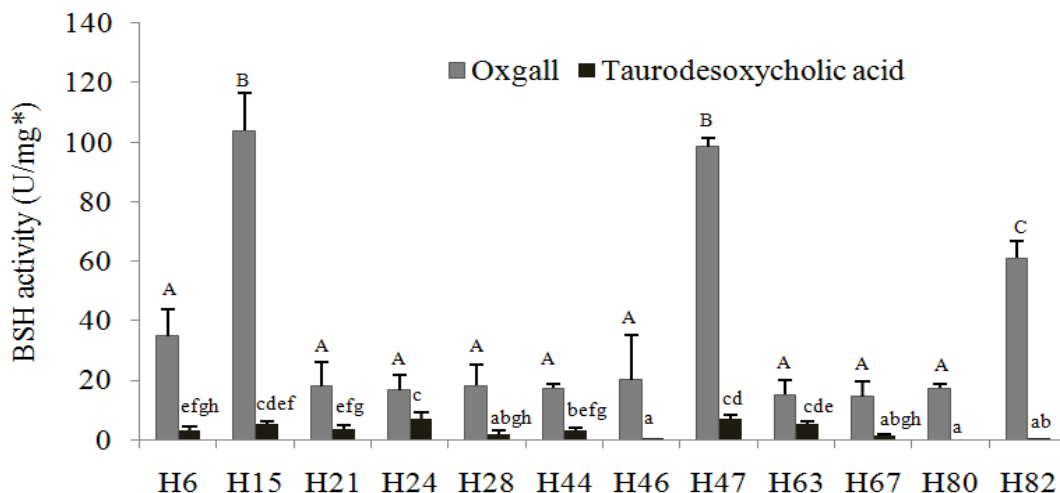 140
120
100
80
60
40
20
0
BSH activity (U/mg*)
Oxgall Taurodesoxycholic acid
A efgh
B cdef
A efg
A c
A abgh
A befg
A a
B cd
A cde
A abgh
A a
C ab
H6 H15 H21 H24 H28 H44 H46 H47 H63 H67 H80 H82